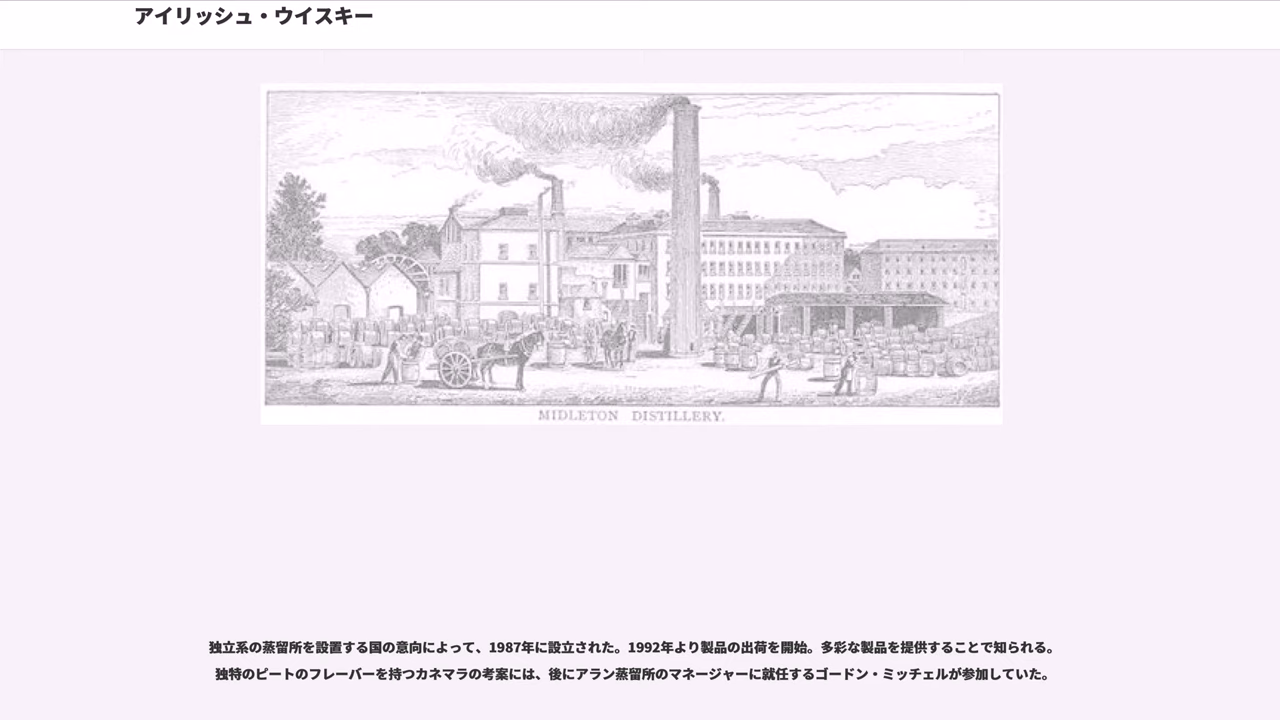 アイリッシュ・ウイスキー
MIDLETON DISTILLERY.
独立系の蒸留所を設置する国の意向によって、1987年に設立された。1992年より製品の出荷を開始。多彩な製品を提供することで知られる。
独特のピートのフレーバーを持つカネマラの考案には、後にアラン蒸留所のマネージャーに就任するゴードン・ミッチェルが参加していた。